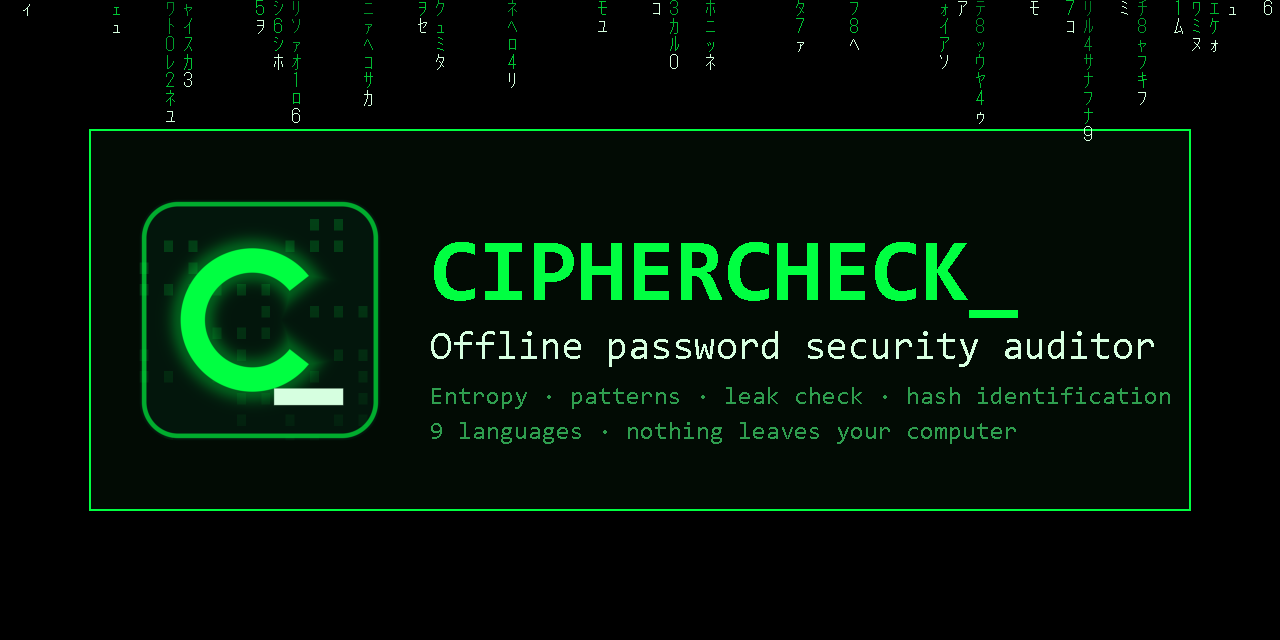 CIPHERCHECK_
Offline password security auditor
Entropy · patterns · leak check · hash identification
9 languages · nothing leaves your computer